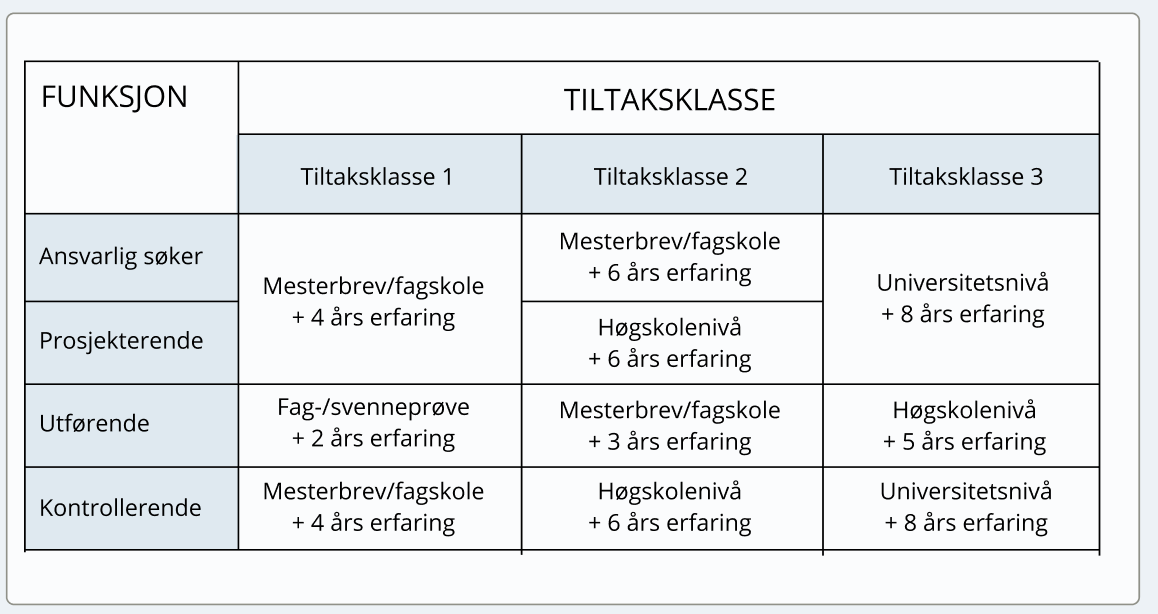 FUNKSJON
TILTAKSKLASSE
Tiltaksklasse 1
Tiltaksklasse 2
Tiltaksklasse 3
Ansvarlig søker
Mesterbrev/fagskole
+ 4 års erfaring
Mesterbrev/fagskole
+ 6 års erfaring
Universitetsnivå
+ 8 års erfaring
Prosjekterende
Høgskolenivå
+ 6 års erfaring
Utførende
Fag-/svenneprøve
+ 2 års erfaring
Mesterbrev/fagskole
+ 3 års erfaring
Høgskolenivå
+ 5 års erfaring
Kontrollerende
Mesterbrev/fagskole
+ 4 års erfaring
Høgskolenivå
+ 6 års erfaring
Universitetsnivå
+ 8 års erfaring